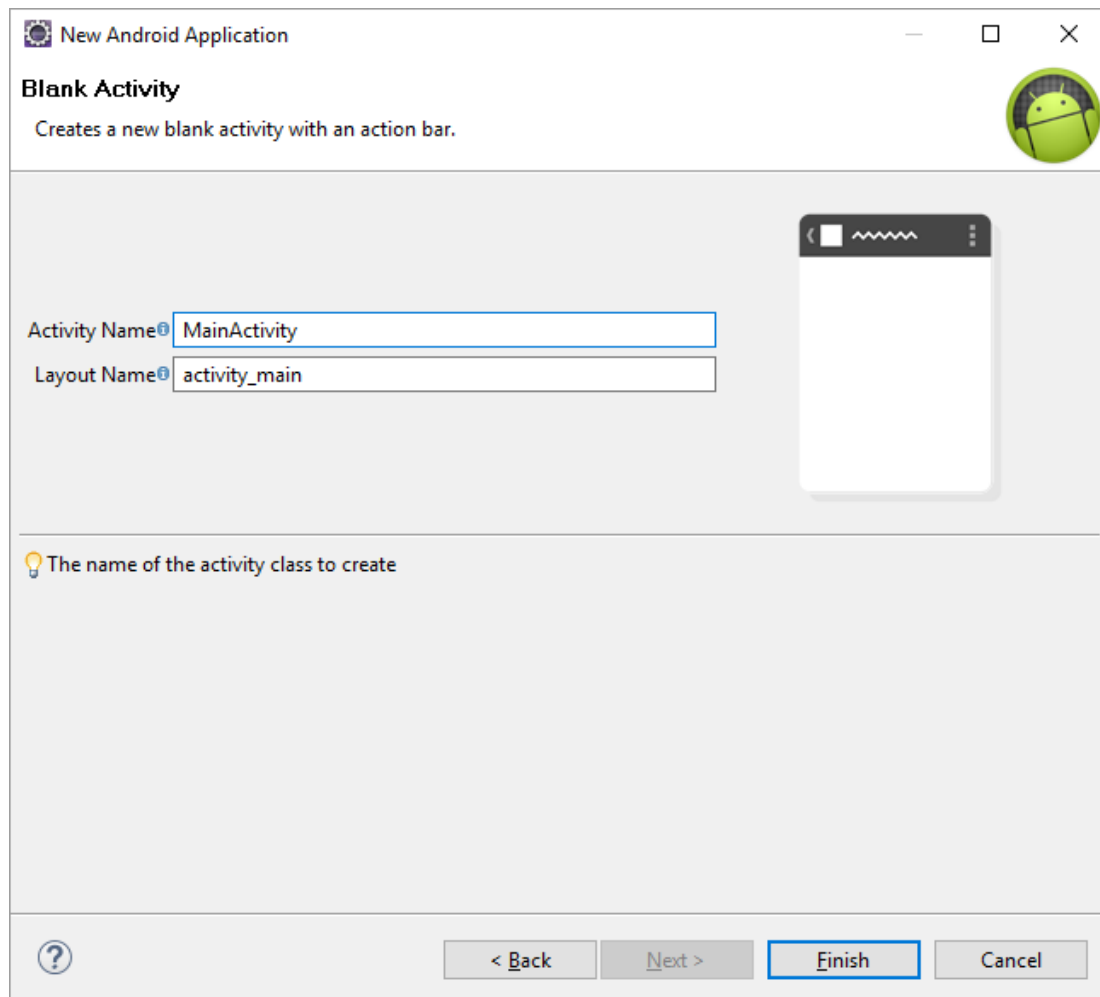 New Android Application
Blank Activity
Creates a new blank activity with an action bar.
Activity Name MainActivity
Layout Name activity_main
The name of the activity class to create
?
< Back Next > Finish Cancel